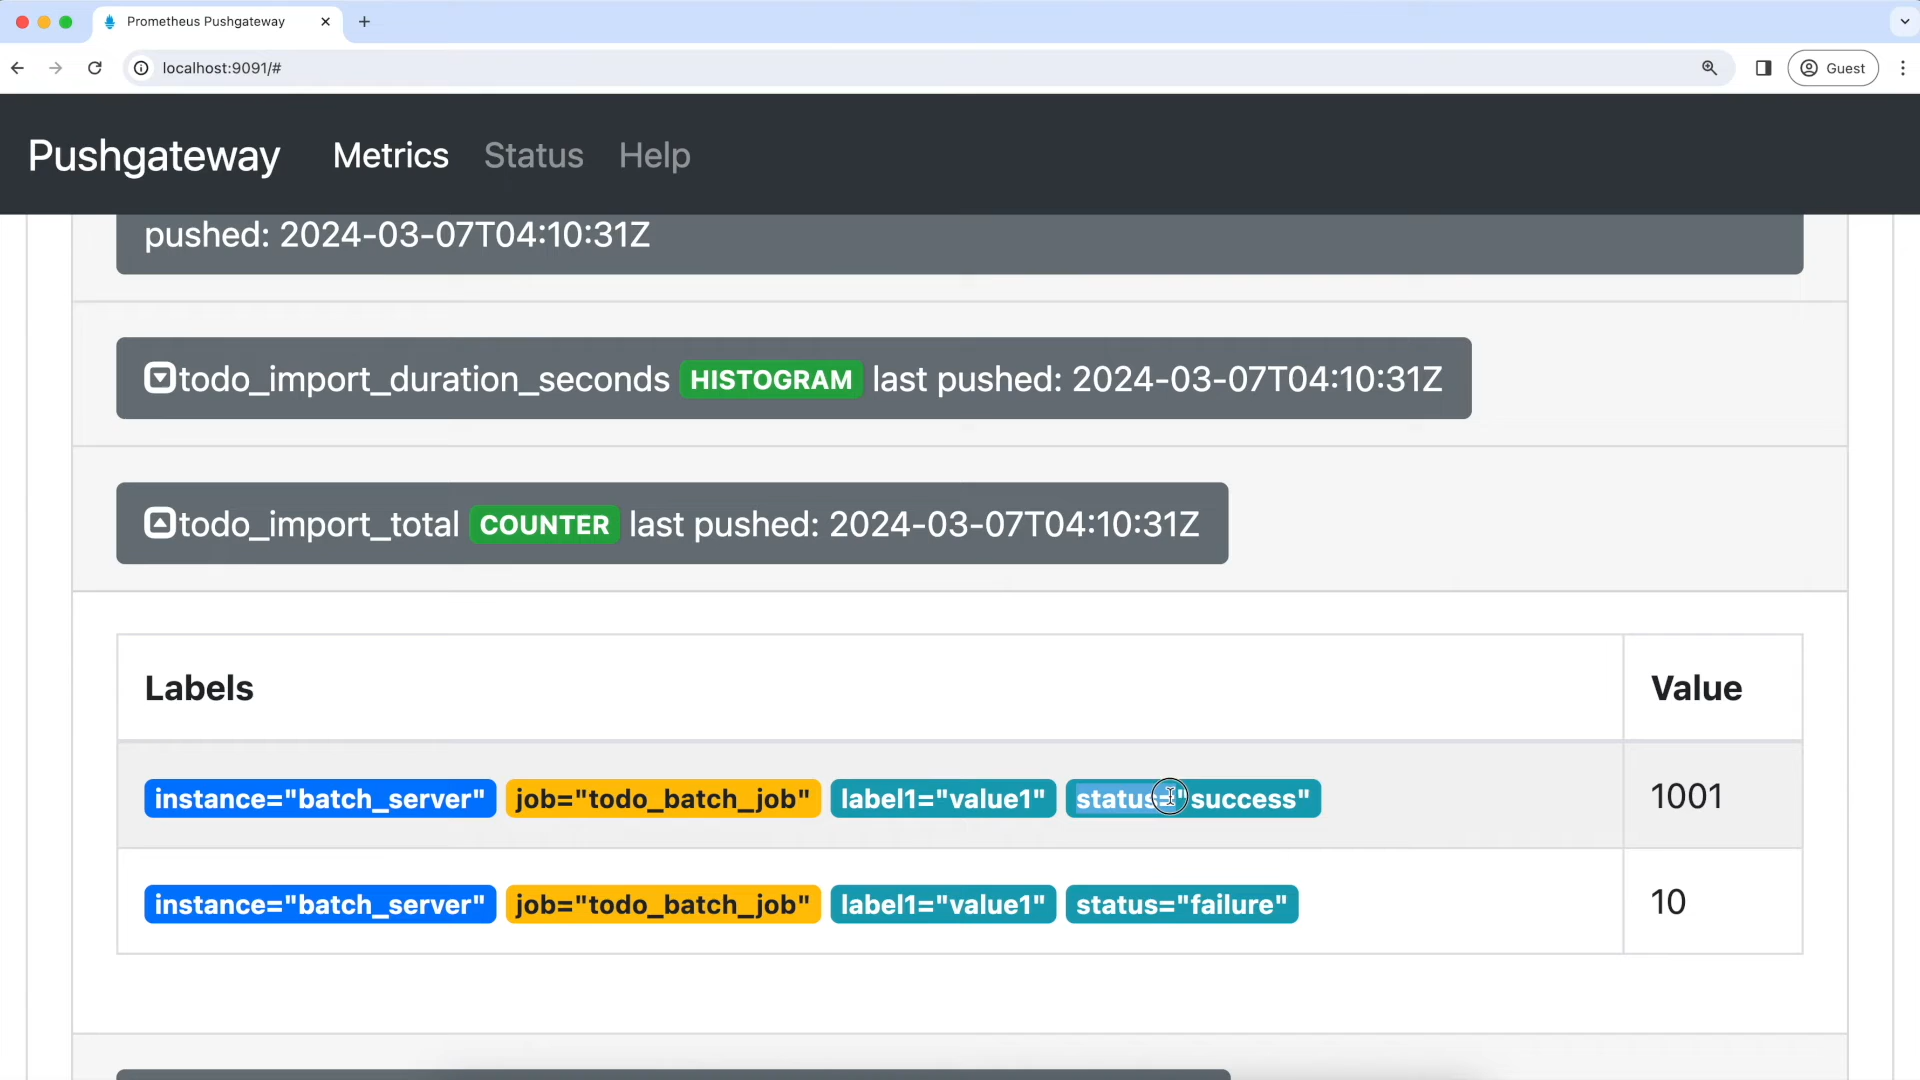 Prometheus Pushgateway
localhost:9091/#
Guest
Pushgateway Metrics Status Help
pushed: 2024-03-07T04:10:31Z
todo_import_duration_seconds HISTOGRAM last pushed: 2024-03-07T04:10:31Z
todo_import_total COUNTER last pushed: 2024-03-07T04:10:31Z
Labels Value
instance="batch_server" job="todo_batch_job" label1="value1" status="success" 1001
instance="batch_server" job="todo_batch_job" label1="value1" status="failure" 10